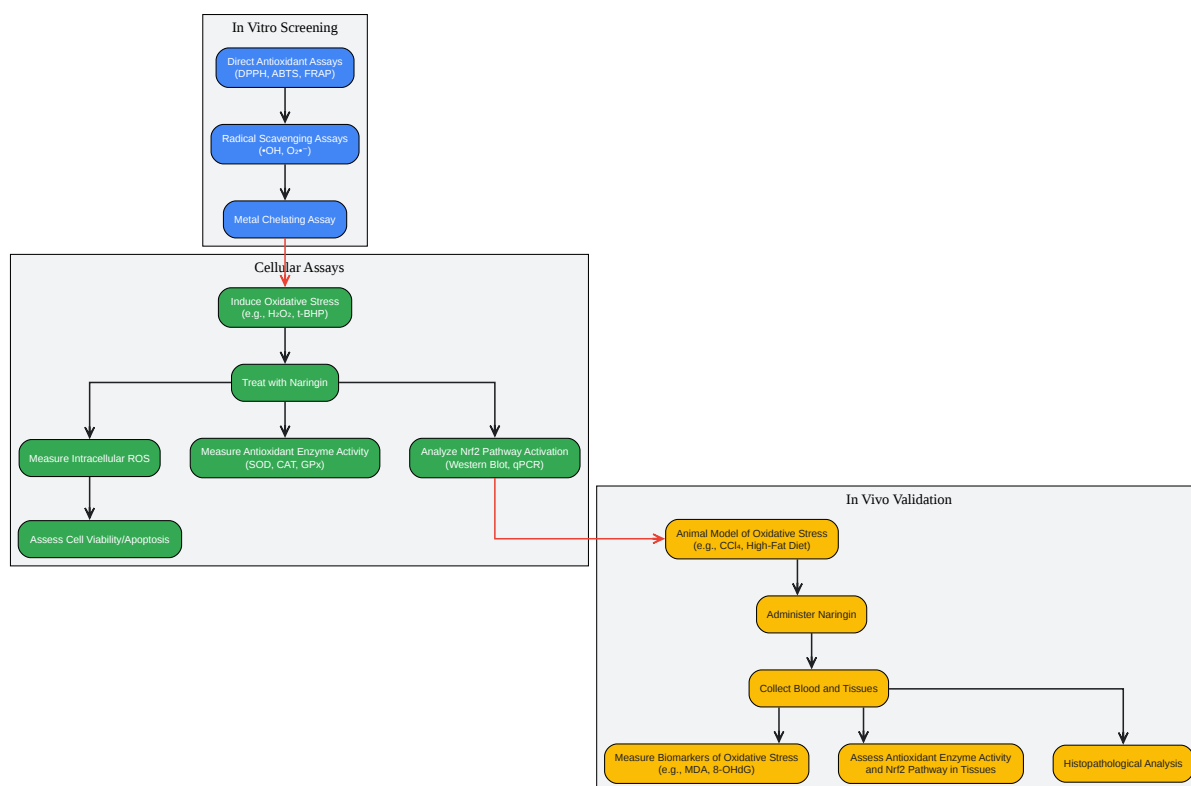 In Vitro Screening
Direct Antioxidant Assays
(DPPH, ABTS, FRAP)
Radical Scavenging Assays
(•OH, O₂•⁻)
Metal Chelating Assay
Cellular Assays
Induce Oxidative Stress
(e.g., H₂O₂, t-BHP)
Treat with Naringin
Measure Intracellular ROS
Measure Antioxidant Enzyme Activity
(SOD, CAT, GPx)
Analyze Nrf2 Pathway Activation
(Western Blot, qPCR)
Assess Cell Viability/Apoptosis
In Vivo Validation
Animal Model of Oxidative Stress
(e.g., CCl₄, High-Fat Diet)
Administer Naringin
Collect Blood and Tissues
Measure Biomarkers of Oxidative Stress
(e.g., MDA, 8-OHdG)
Assess Antioxidant Enzyme Activity
and Nrf2 Pathway in Tissues
Histopathological Analysis